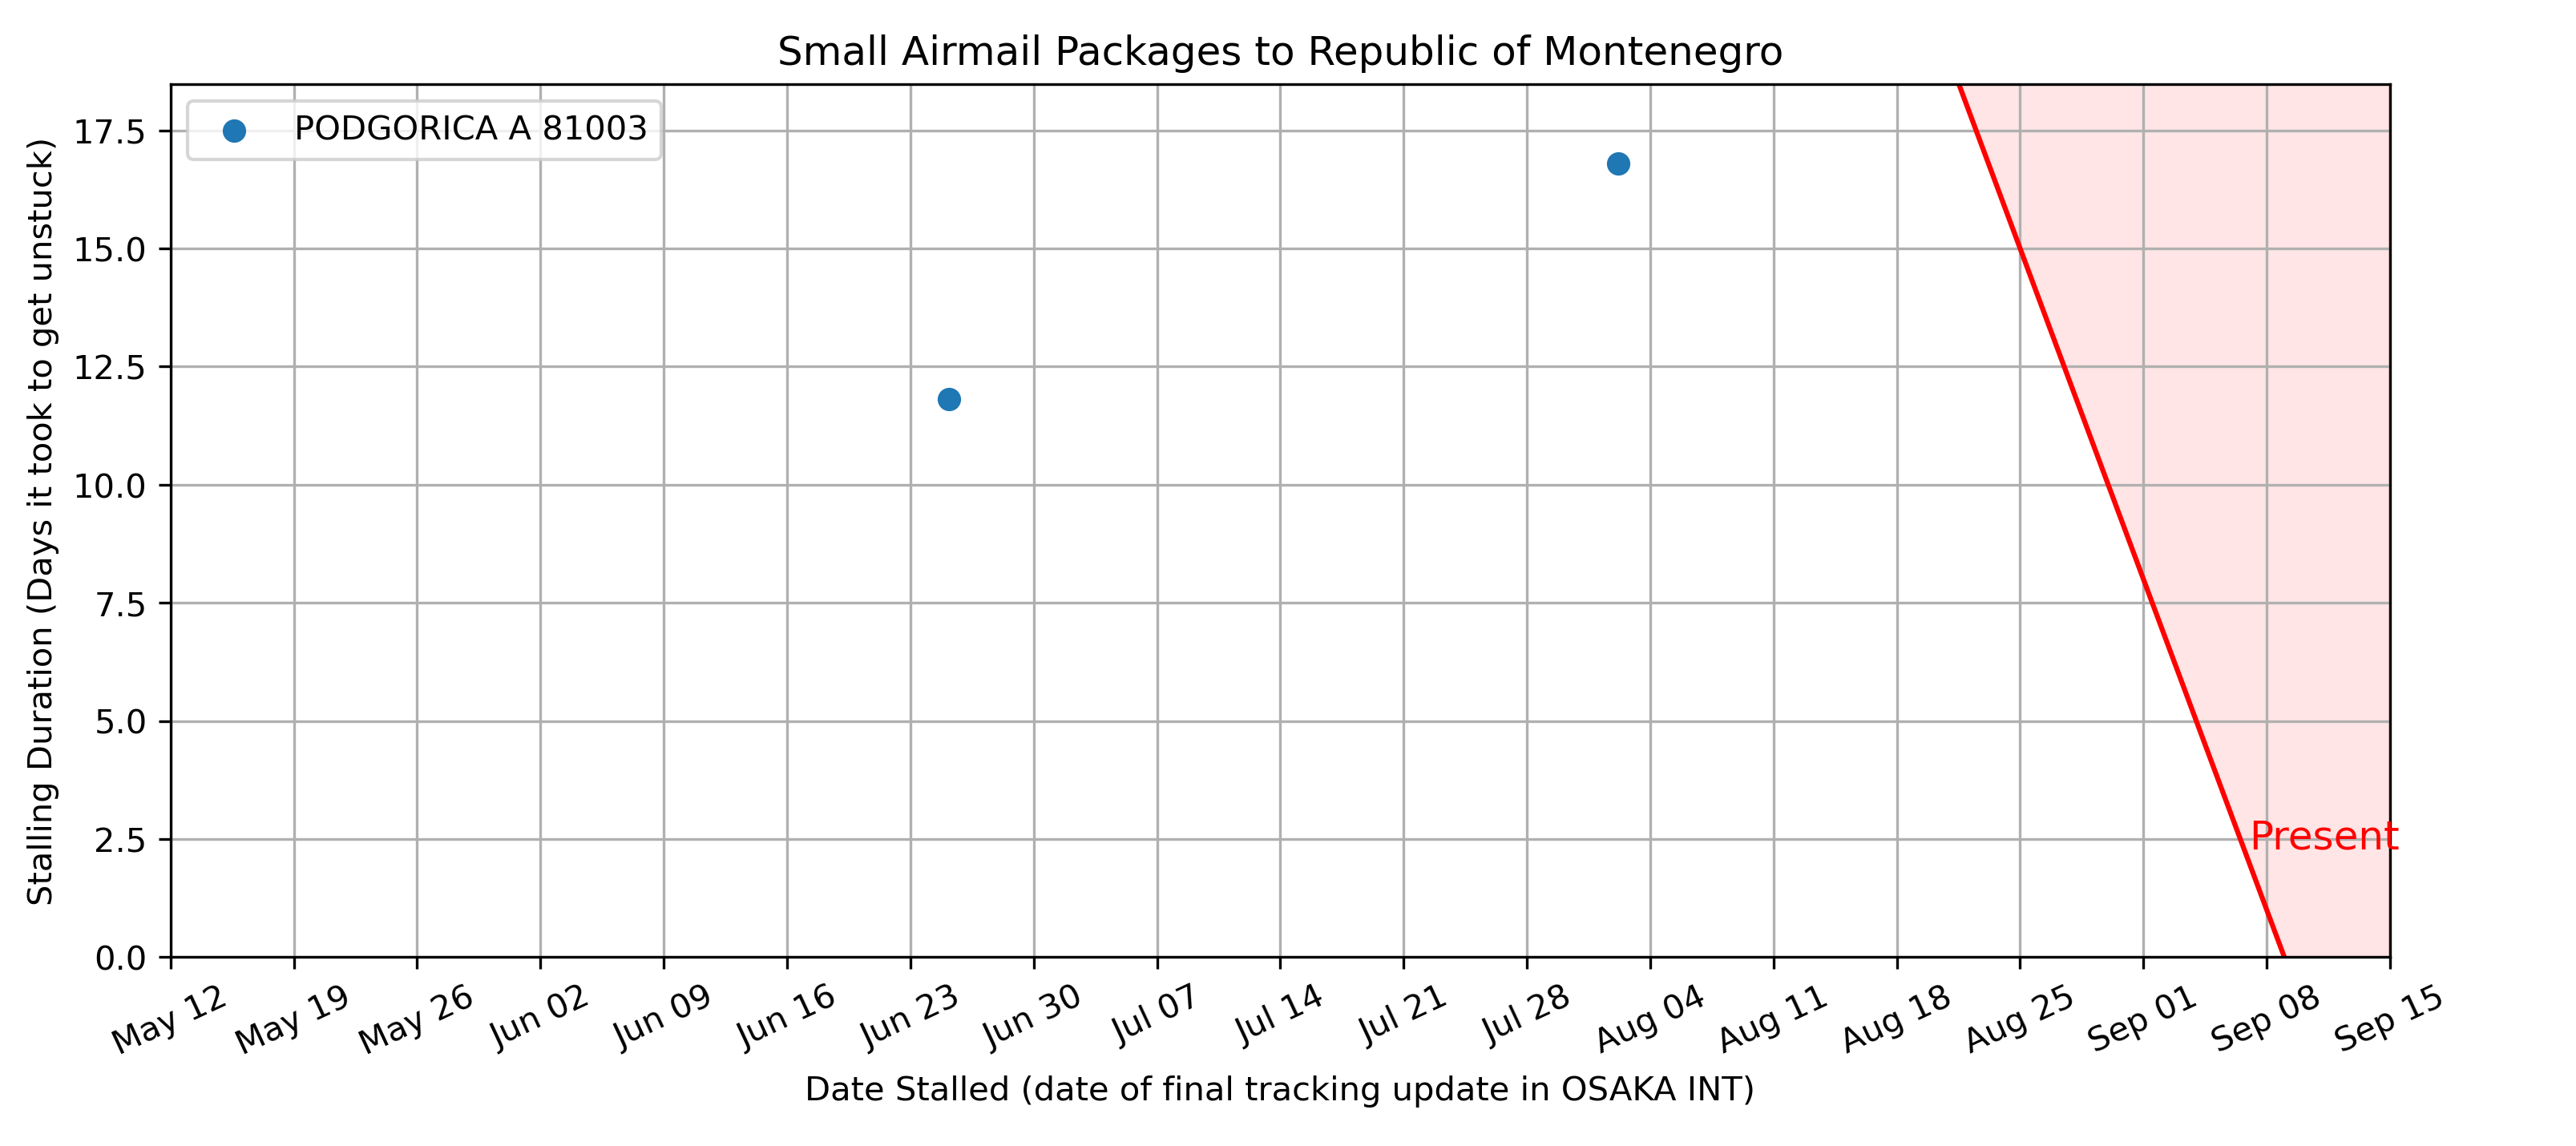 Small Airmail Packages to Republic of Montenegro
PODGORICA A 81003
Stalling Duration (Days it took to get unstuck)
17.5
15.0
12.5
10.0
7.5
5.0
2.5
0.0
Present
May 12 May 19 May 26 Jun 02 Jun 09 Jun 16 Jun 23 Jun 30 Jul 07 Jul 14 Jul 21 Jul 28 Aug 04 Aug 11 Aug 18 Aug 25 Sep 01 Sep 08 Sep 15
Date Stalled (date of final tracking update in OSAKA INT)